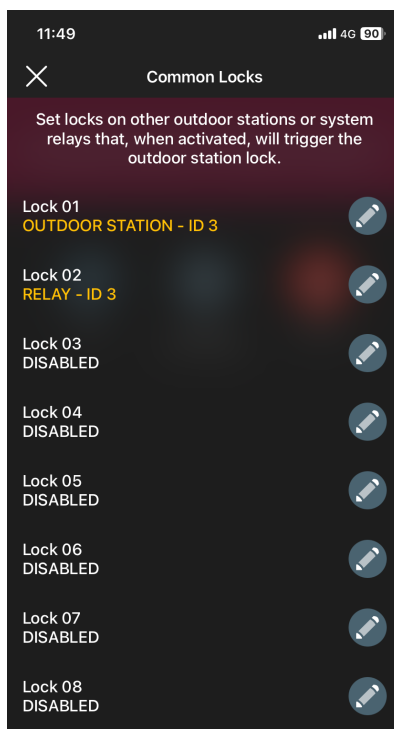 11:49
4G 90
Common Locks
Set locks on other outdoor stations or system
relays that, when activated, will trigger the
outdoor station lock.
Lock 01
OUTDOOR STATION - ID 3
Lock 02
RELAY - ID 3
Lock 03
DISABLED
Lock 04
DISABLED
Lock 05
DISABLED
Lock 06
DISABLED
Lock 07
DISABLED
Lock 08
DISABLED